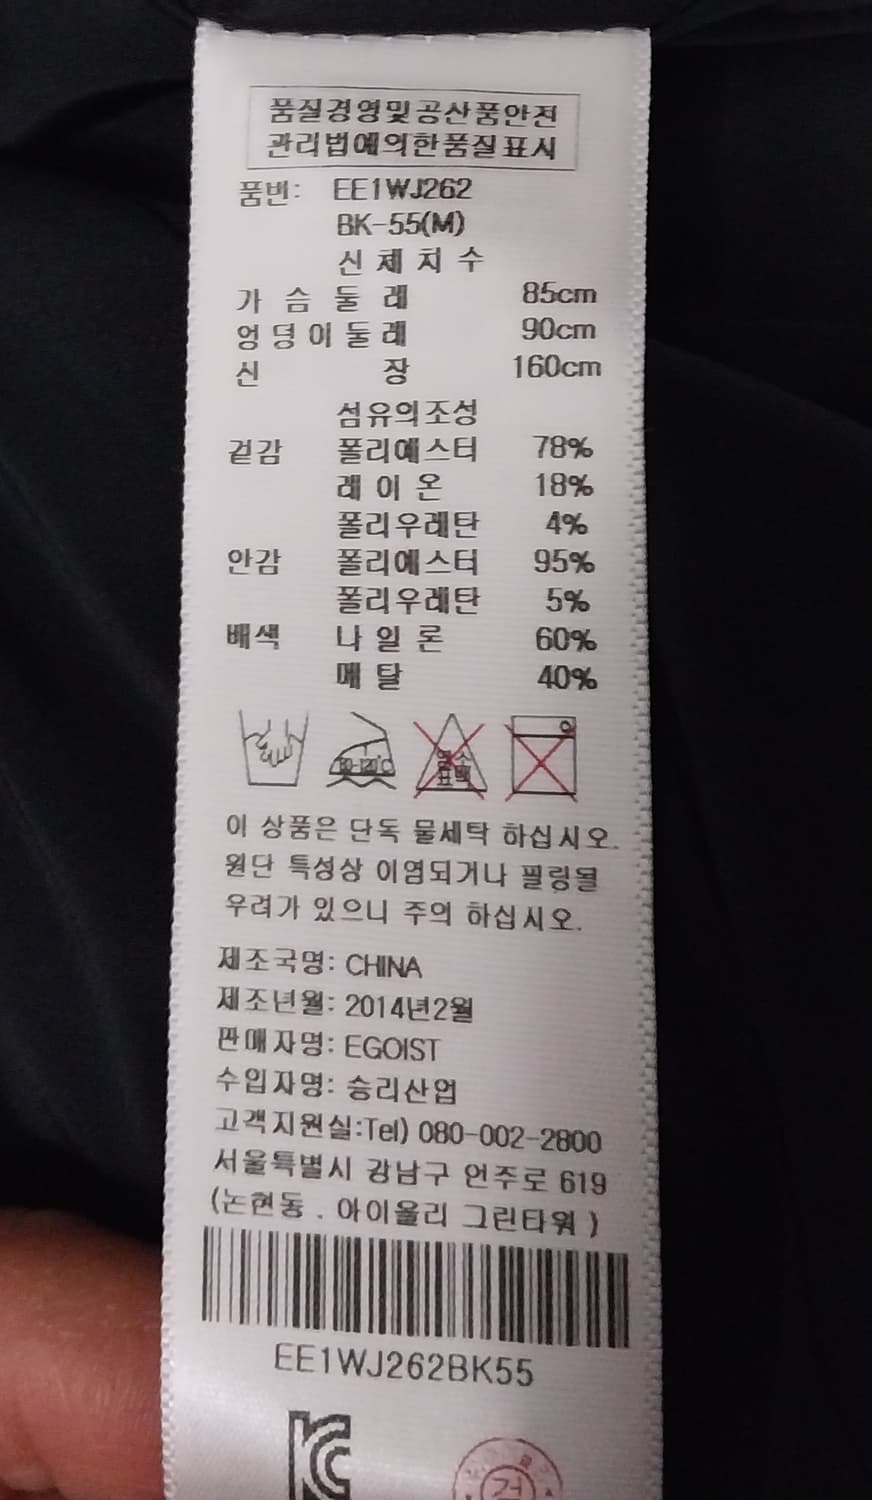 품질경영및공산품안전
관리법에의한품질표시
품번: EE1WJ262
BK-55(M)
신 체 치 수
가 슴 둘 레 85cm
엉 덩 이 둘 레 90cm
신 장 160cm
섬유의조성
겉감 폴리에스터 78%
레 이 온 18%
폴리우레탄 4%
안감 폴리에스터 95%
폴리우레탄 5%
배색 나 일 론 60%
메 탈 40%
염소
표백
이 상품은 단독 물세탁 하십시오.
원단 특성상 이염되거나 필링될
우려가 있으니 주의 하십시오.
제조국명: CHINA
제조년월: 2014년2월
판매자명: EGOIST
수입자명: 승리산업
고객지원실:Tel) 080-002-2800
서울특별시 강남구 언주로 619
(논현동 . 아이올리 그린타워 )
EE1WJ262BK55
검